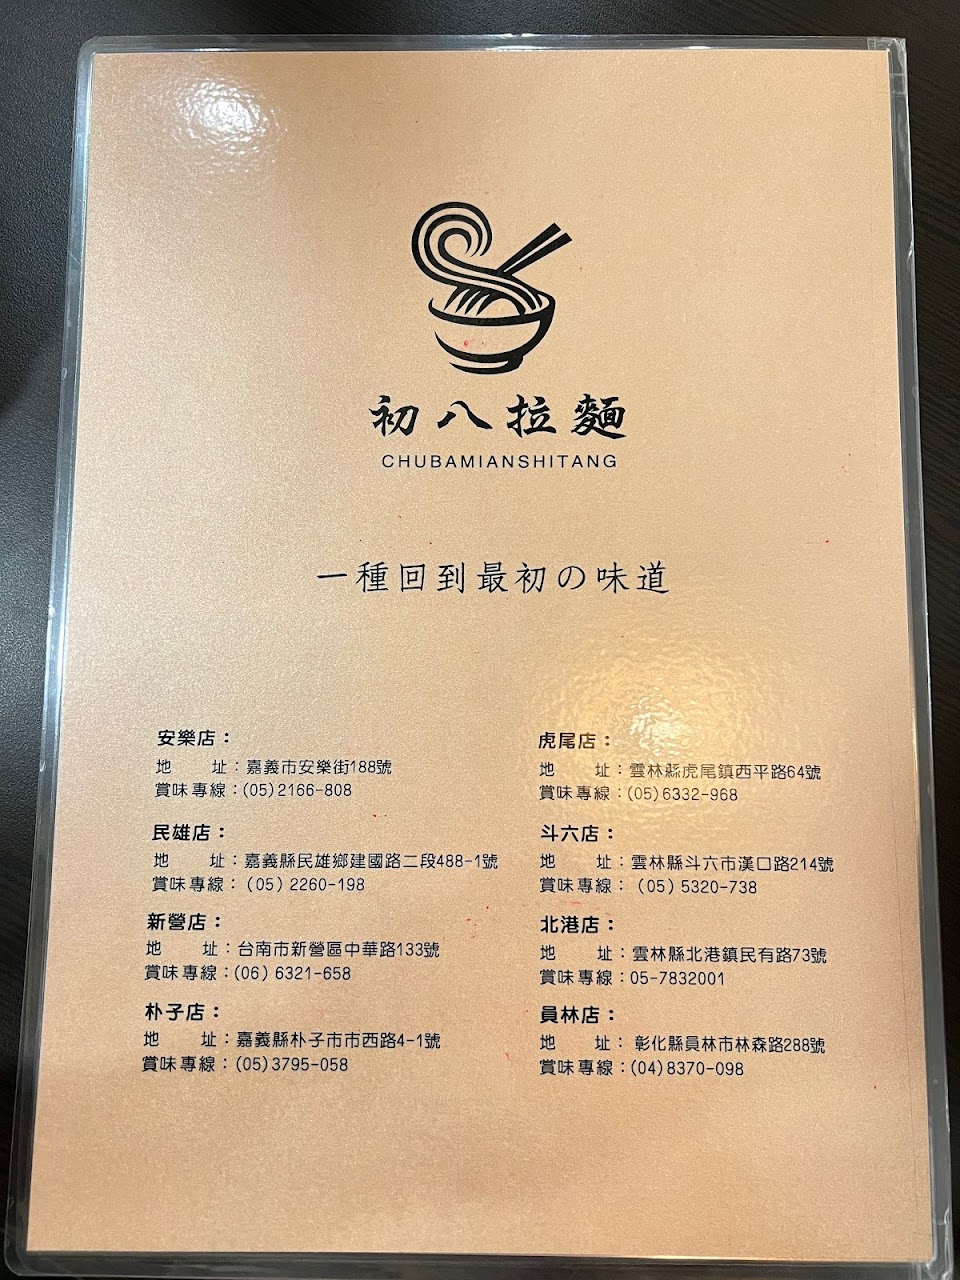 初八拉麵
CHUBAMIANSHITANG
一種回到最初の味道
安樂店：
地　　址：嘉義市安樂街188號
賞味專線：(05)2166-808
民雄店：
地　　址：嘉義縣民雄鄉建國路二段488-1號
賞味專線：(05) 2260-198
新營店：
地　　址：台南市新營區中華路133號
賞味專線：(06) 6321-658
朴子店：
地　　址：嘉義縣朴子市市西路4-1號
賞味專線：(05)3795-058
虎尾店：
地　　址：雲林縣虎尾鎮西平路64號
賞味專線：(05)6332-968
斗六店：
地　　址：雲林縣斗六市漢口路214號
賞味專線：(05) 5320-738
北港店：
地　　址：雲林縣北港鎮民有路73號
賞味專線：05-7832001
員林店：
地　　址：彰化縣員林市林森路288號
賞味專線：(04)8370-098